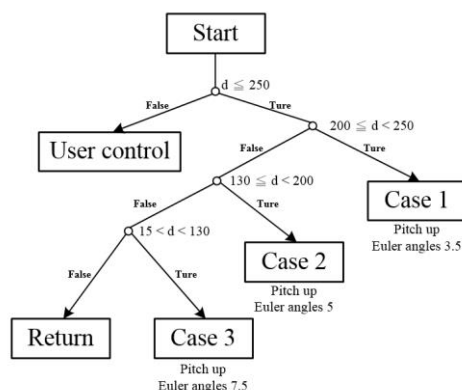 Start
d ≦ 250
False
Ture
User control
200 ≦ d < 250
False
Ture
130 ≦ d < 200
Case 1
Pitch up
Euler angles 3.5
False
Ture
15 < d < 130
Case 2
Pitch up
Euler angles 5
False
Ture
Return
Case 3
Pitch up
Euler angles 7.5